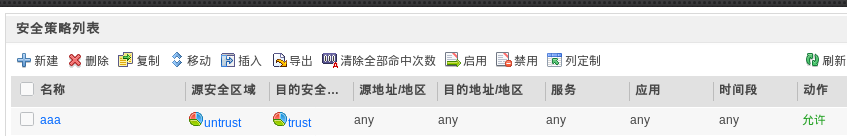 安全策略列表
新建 删除 复制 移动 插入 导出 清除全部命中次数 启用 禁用 列定制 刷新
名称 源安全区域 目的安全... 源地址/地区 目的地址/地区 服务 应用 时间段 动作
aaa untrust trust any any any any any 允许